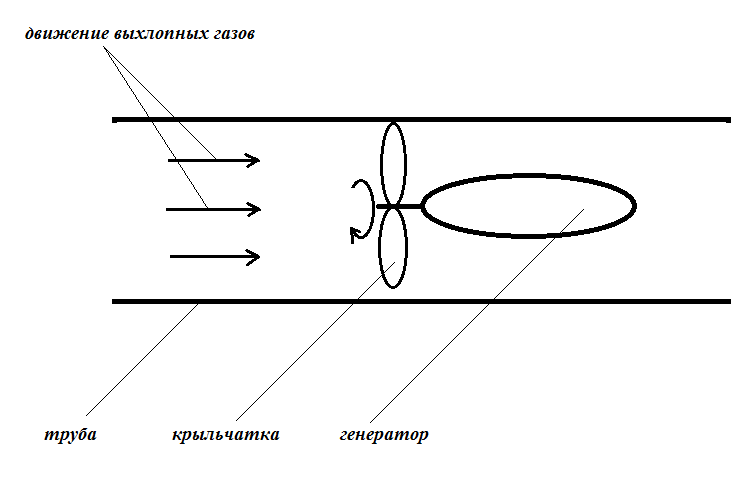 движение выхлопных газов
труба
крыльчатка
генератор